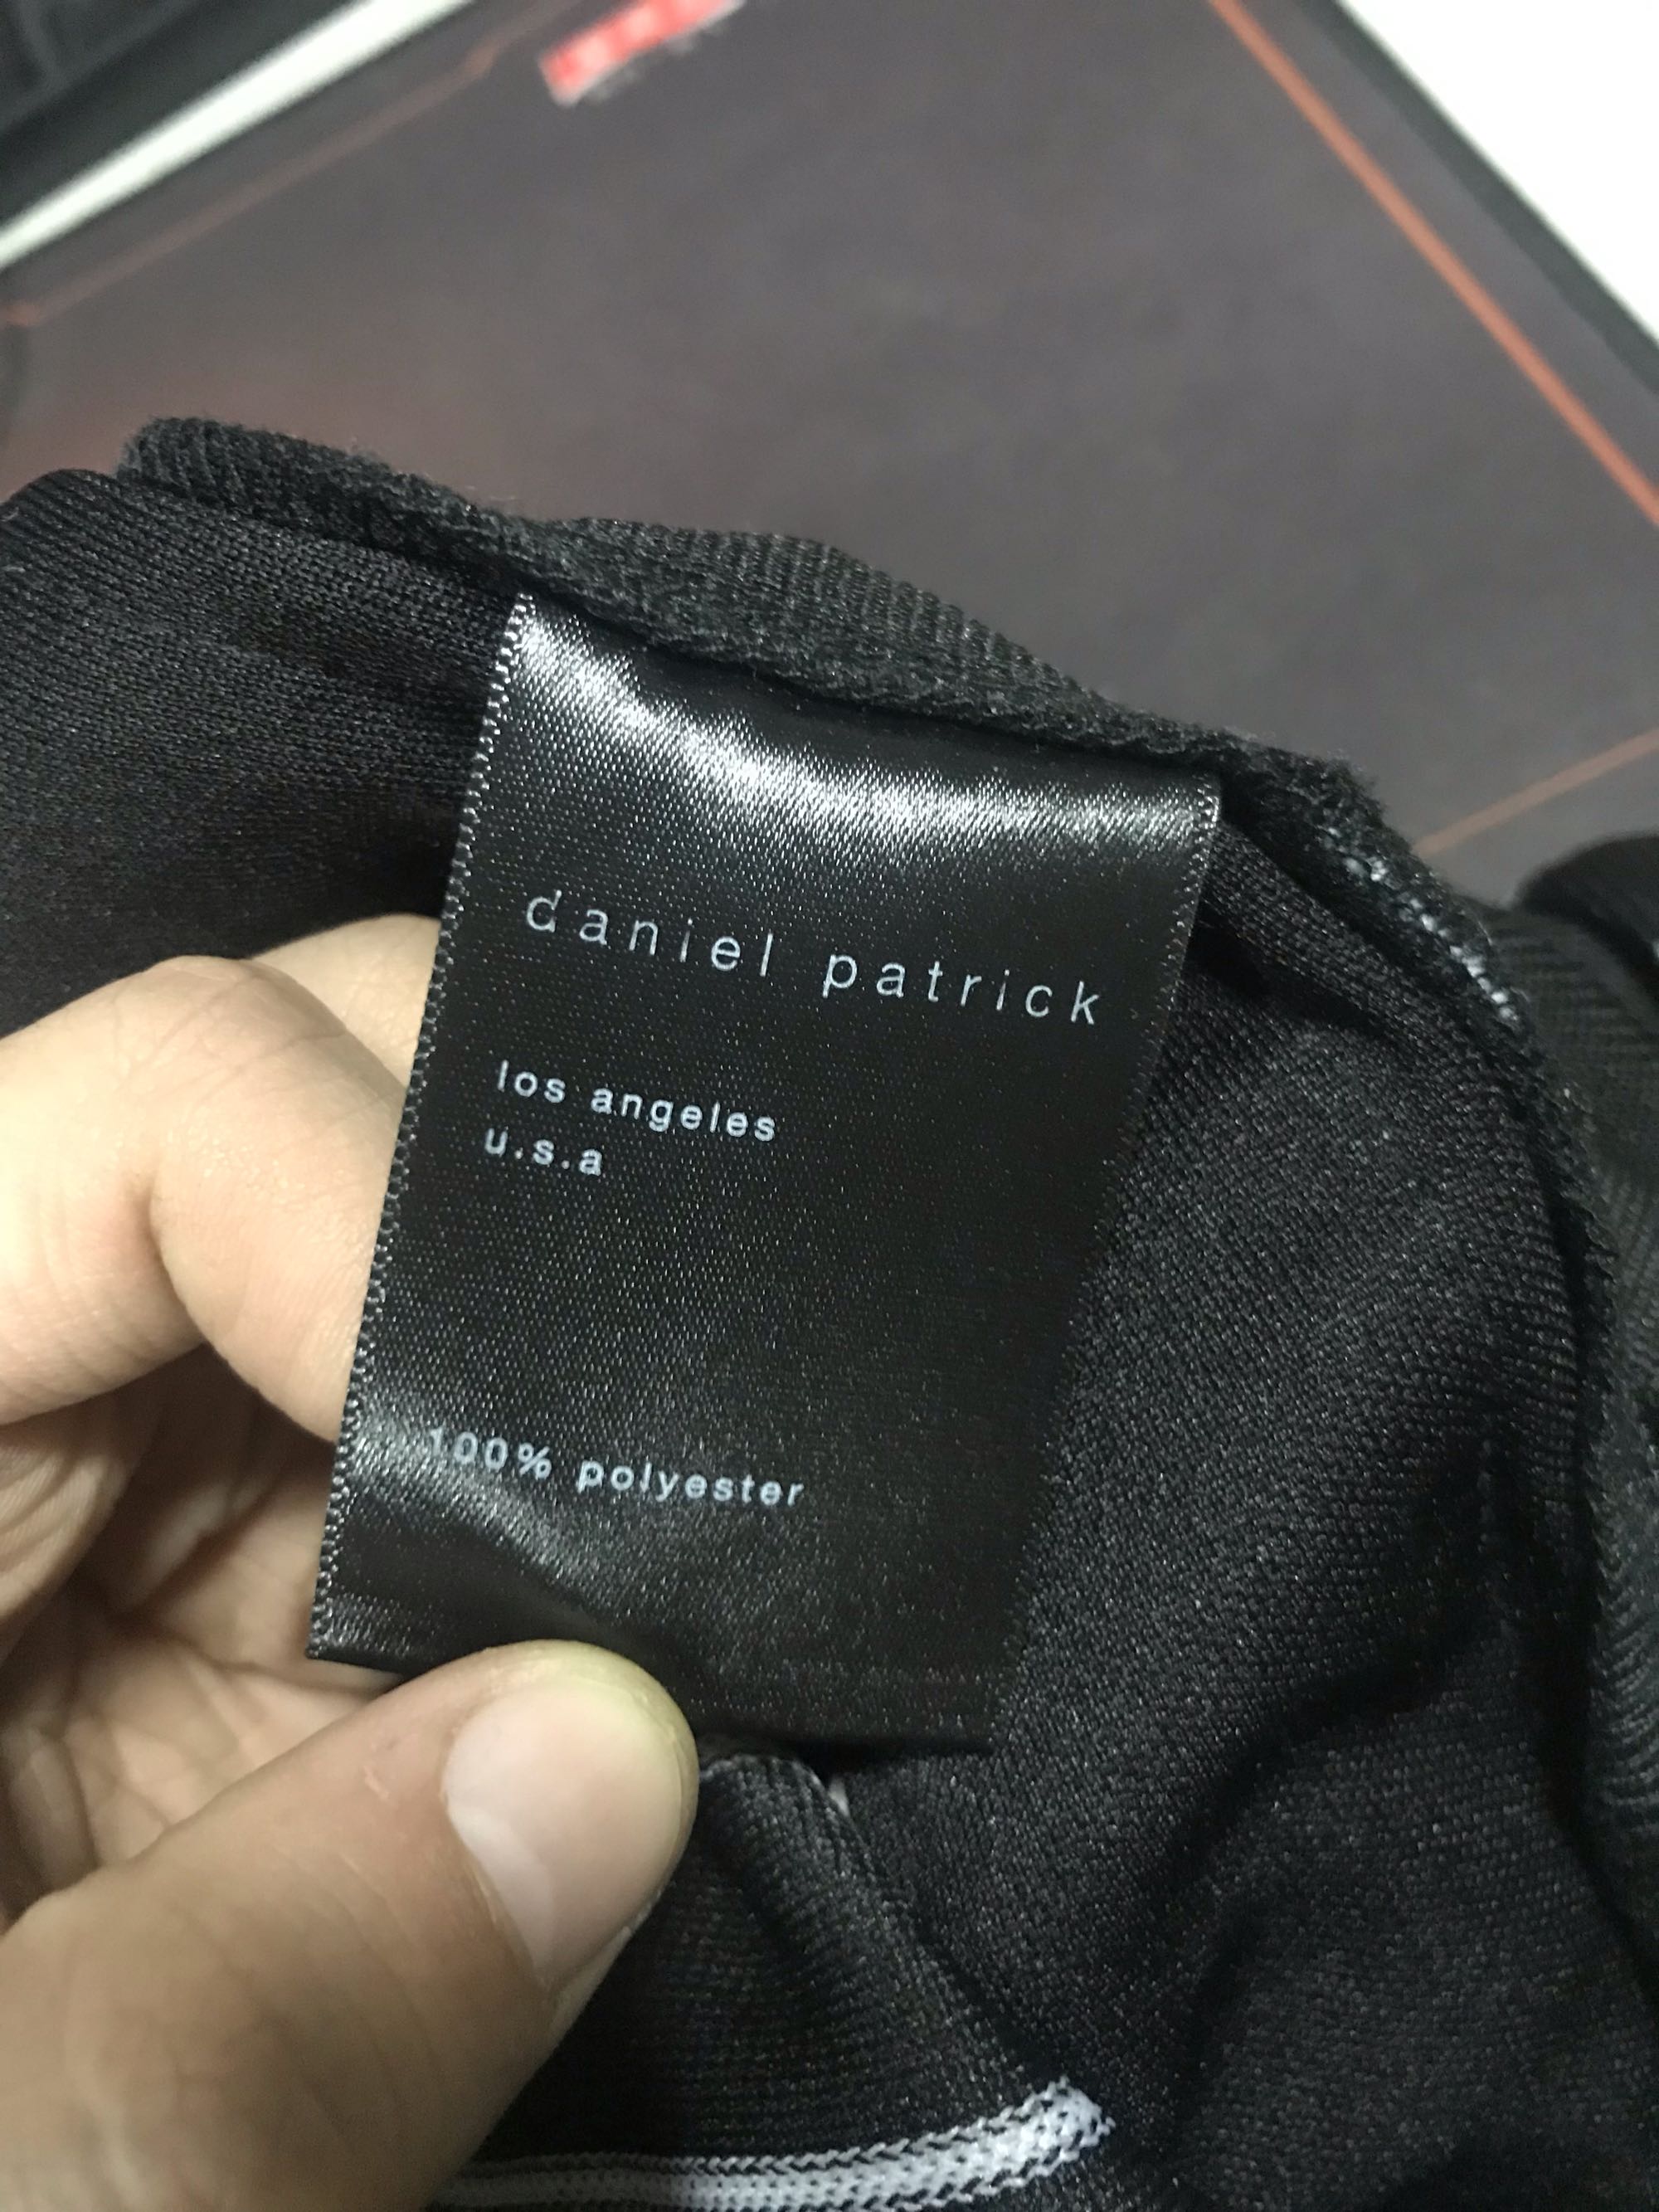 daniel patrick
los angeles
u.s.a
100% polyester